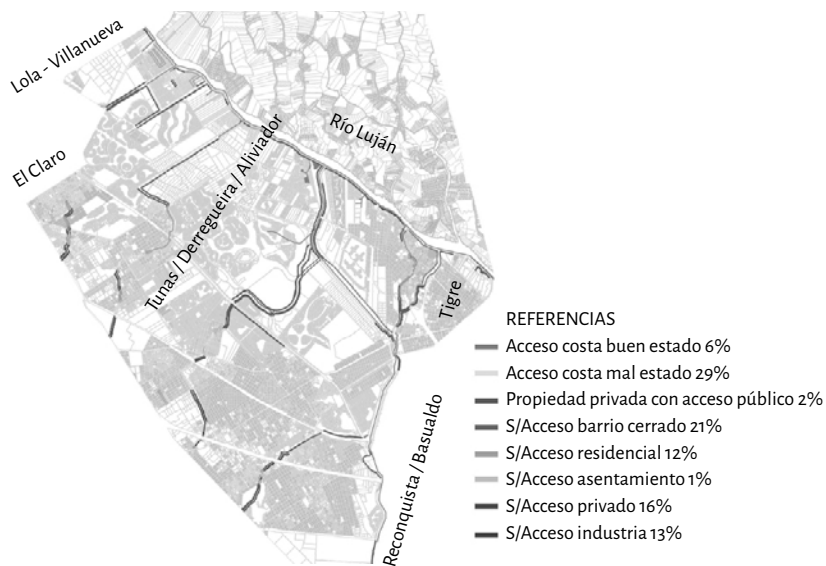 Lola - Villanueva
El Claro
Tunas / Derregueira / Aliviador
Río Luján
Tigre
Reconquista / Basualdo
REFERENCIAS
Acceso costa buen estado 6%
Acceso costa mal estado 29%
Propiedad privada con acceso público 2%
S/Acceso barrio cerrado 21%
S/Acceso residencial 12%
S/Acceso asentamiento 1%
S/Acceso privado 16%
S/Acceso industria 13%